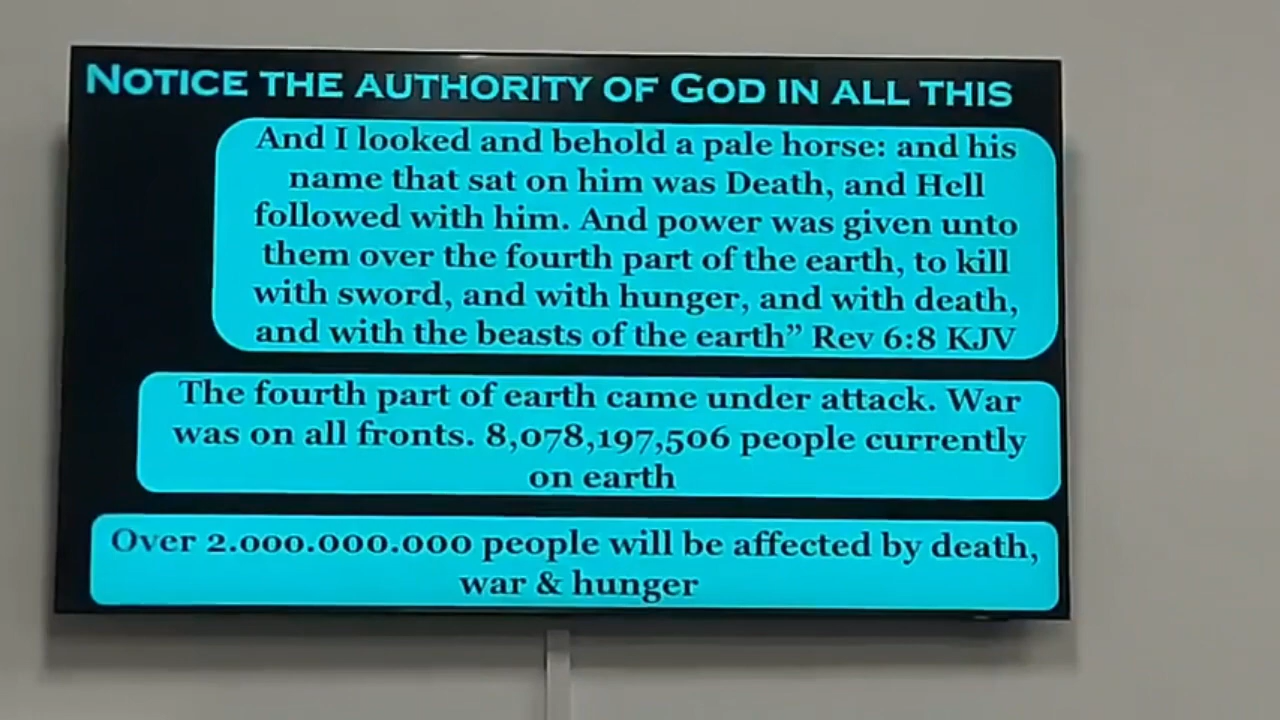 NOTICE THE AUTHORITY OF GOD IN ALL THIS
And I looked and behold a pale horse: and his
name that sat on him was Death, and Hell
followed with him. And power was given unto
them over the fourth part of the earth, to kill
with sword, and with hunger, and with death,
and with the beasts of the earth” Rev 6:8 KJV
The fourth part of earth came under attack. War
was on all fronts. 8,078,197,506 people currently
on earth
Over 2.000.000.000 people will be affected by death,
war & hunger